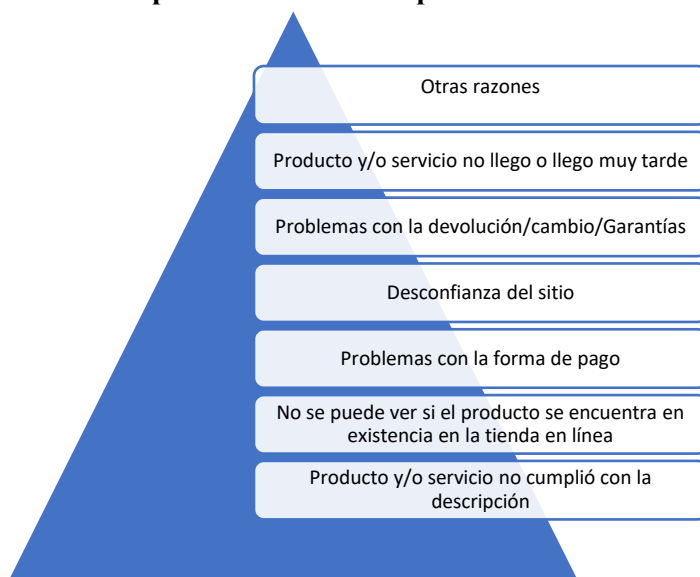 Otras razones
Producto y/o servicio no llego o llego muy tarde
Problemas con la devolución/cambio/Garantías
Desconfianza del sitio
Problemas con la forma de pago
No se puede ver si el producto se encuentra en
existencia en la tienda en línea
Producto y/o servicio no cumplió con la
descripción